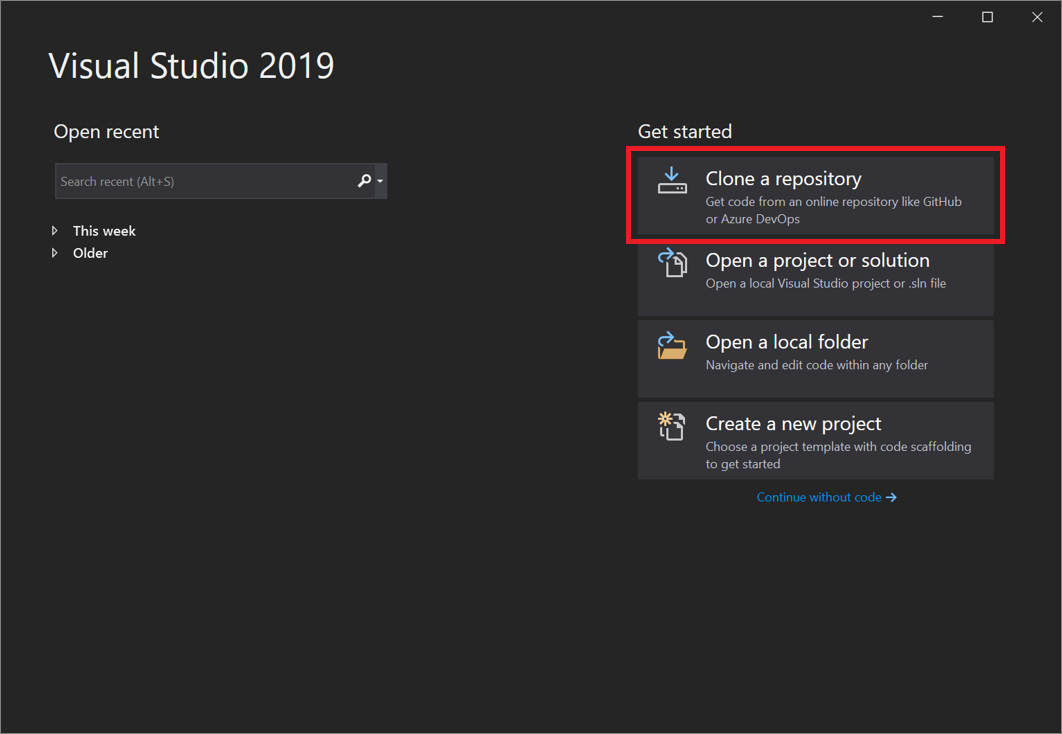 Visual Studio 2019
Open recent
Search recent (Alt+S)
This week
Older
Get started
Clone a repository
Get code from an online repository like GitHub
or Azure DevOps
Open a project or solution
Open a local Visual Studio project or .sln file
Open a local folder
Navigate and edit code within any folder
Create a new project
Choose a project template with code scaffolding
to get started
Continue without code